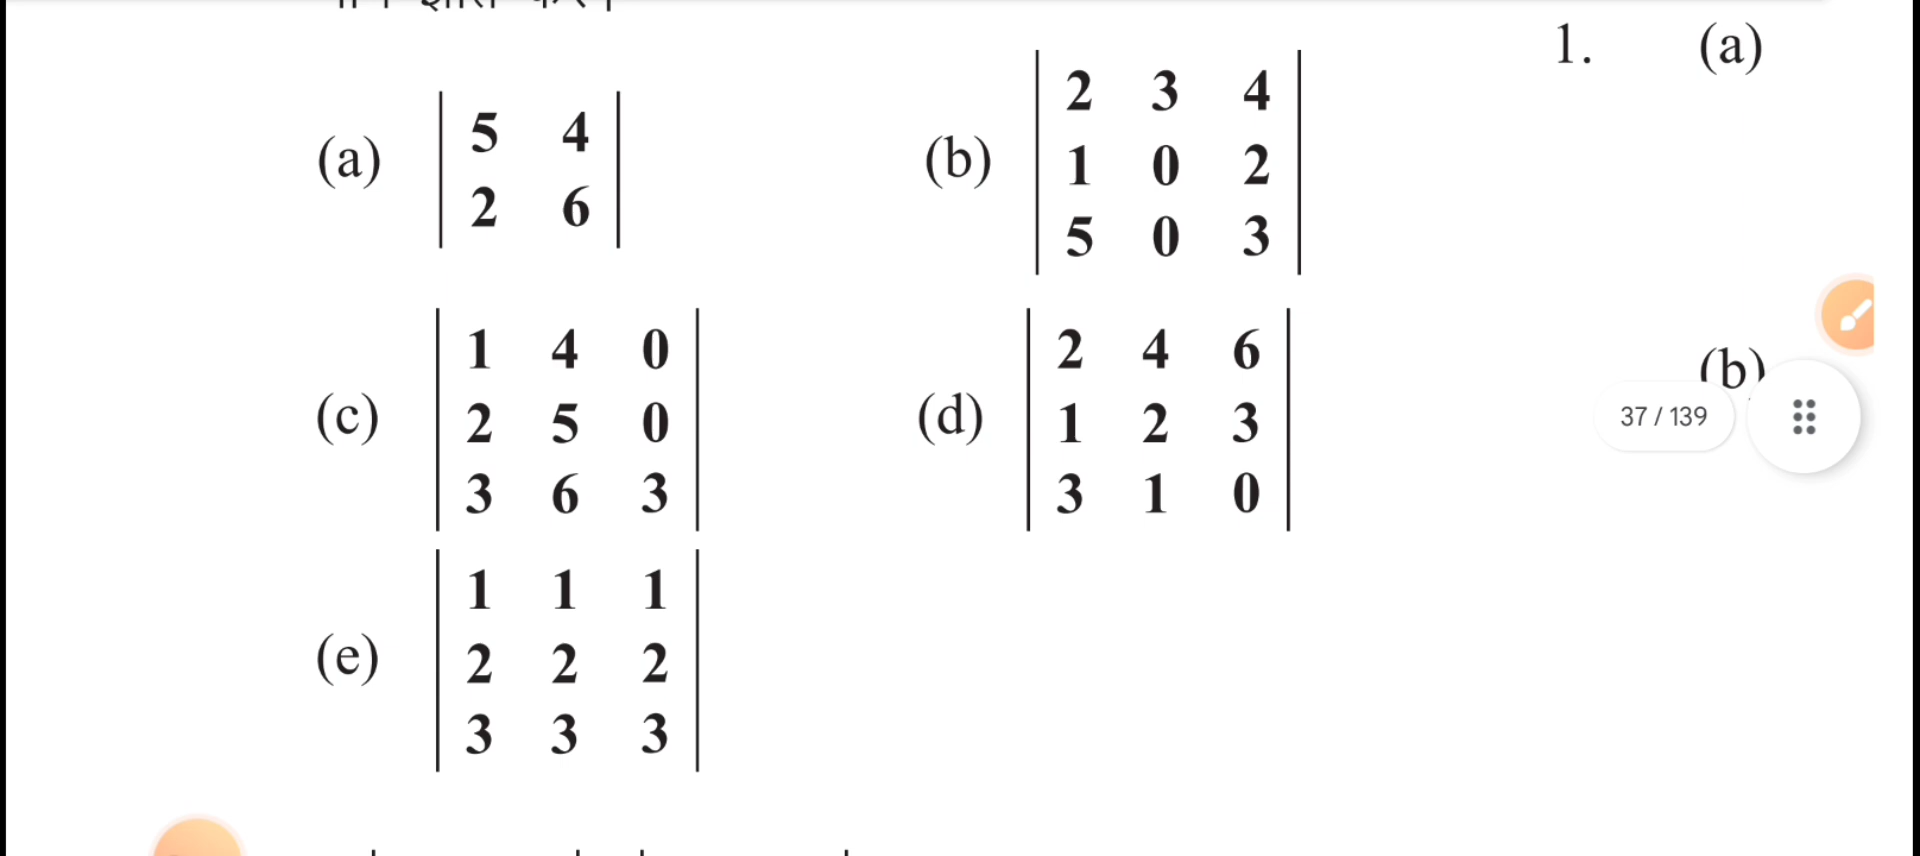 1. (a)
(a) 5 4
2 6
(b) 2 3 4
1 0 2
5 0 3
(c) 1 4 0
2 5 0
3 6 3
(d) 2 4 6
1 2 3
3 1 0
(b)
37 / 139
(e) 1 1 1
2 2 2
3 3 3